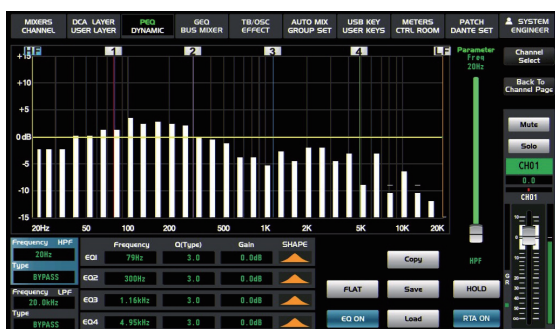 MIXERS DCA LAYER PEQ GEQ TB/OSC AUTO MIX USB KEY METERS PATCH SYSTEM
CHANNEL USER LAYER DYNAMIC BUS MIXER EFFECT GROUP SET USER KEYS CTRL ROOM DANTE SET ENGINEER
HF 1 2 3 4 LF
Parameter
Freq
20Hz
Channel
Select
Back To
Channel Page
+15
+10
+5
0dB
-5
-10
-15
20Hz 50 100 200 500 1K 2K 5K 10K 20K
Mute
Solo
CH01
0.0
CH01
Frequency HPF
20Hz
Type
BYPASS
Frequency LPF
20.0kHz
Type
BYPASS
Frequency Q(Type) Gain SHAPE
EQ1 79Hz 3.0 0.0dB
EQ2 300Hz 3.0 0.0dB
EQ3 1.16kHz 3.0 0.0dB
EQ4 4.95kHz 3.0 0.0dB
HPF
Copy
FLAT Save HOLD
EQ ON Load RTA ON